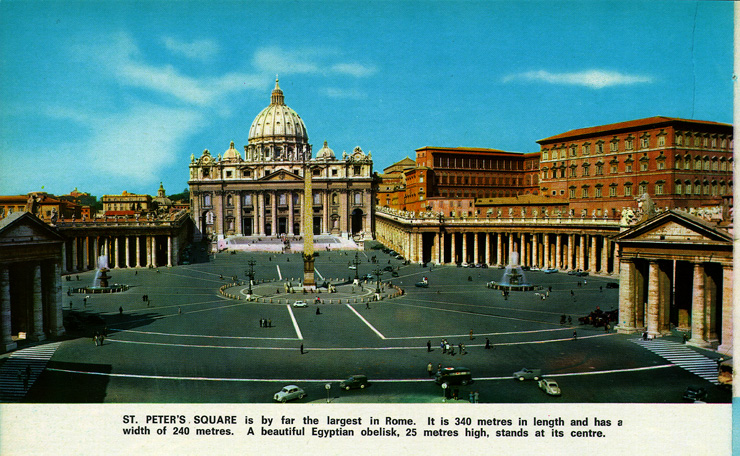 ST. PETER'S SQUARE is by far the largest in Rome. It is 340 metres in length and has a
width of 240 metres. A beautiful Egyptian obelisk, 25 metres high, stands at its centre.